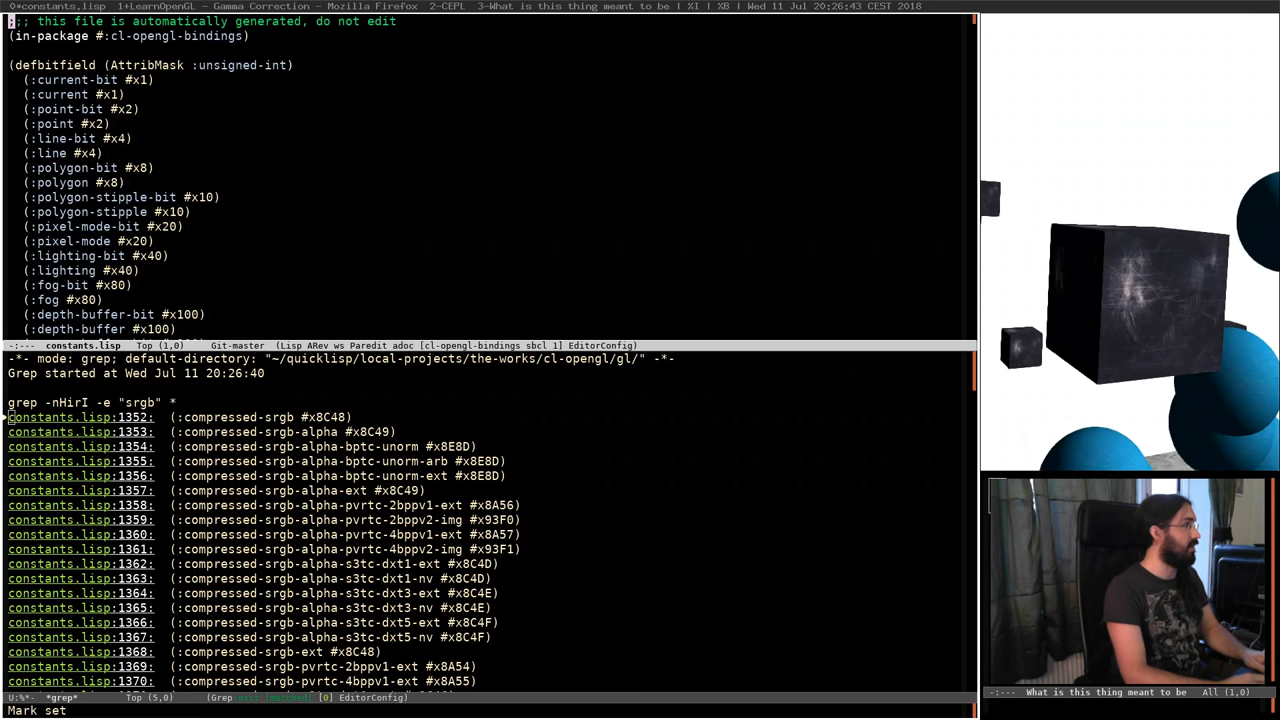 0*constants.lisp  1+LearnOpenGL - Gamma Correction - Mozilla Firefox  2-CEPL  3-What is this thing meant to be | %I | %B | Wed 11 Jul 20:26:43 CEST 2018
;;; this file is automatically generated, do not edit
(in-package #:cl-opengl-bindings)
(defbitfield (AttribMask :unsigned-int)
(:current-bit #x1)
(:current #x1)
(:point-bit #x2)
(:point #x2)
(:line-bit #x4)
(:line #x4)
(:polygon-bit #x8)
(:polygon #x8)
(:polygon-stipple-bit #x10)
(:polygon-stipple #x10)
(:pixel-mode-bit #x20)
(:pixel-mode #x20)
(:lighting-bit #x40)
(:lighting #x40)
(:fog-bit #x80)
(:fog #x80)
(:depth-buffer-bit #x100)
(:depth-buffer #x100)
-:---  constants.lisp   Top (1,0)      Git-master   (Lisp ARev ws Paredit adoc [cl-opengl-bindings sbcl 1] EditorConfig)
-*- mode: grep; default-directory: "~/quicklisp/local-projects/the-works/cl-opengl/gl/" -*-
Grep started at Wed Jul 11 20:26:40
grep -nHirI -e "srgb" *
constants.lisp:1352:  (:compressed-srgb #x8C48)
constants.lisp:1353:  (:compressed-srgb-alpha #x8C49)
constants.lisp:1354:  (:compressed-srgb-alpha-bptc-unorm #x8E8D)
constants.lisp:1355:  (:compressed-srgb-alpha-bptc-unorm-arb #x8E8D)
constants.lisp:1356:  (:compressed-srgb-alpha-bptc-unorm-ext #x8E8D)
constants.lisp:1357:  (:compressed-srgb-alpha-ext #x8C49)
constants.lisp:1358:  (:compressed-srgb-alpha-pvrtc-2bppv1-ext #x8A56)
constants.lisp:1359:  (:compressed-srgb-alpha-pvrtc-2bppv2-img #x93F0)
constants.lisp:1360:  (:compressed-srgb-alpha-pvrtc-4bppv1-ext #x8A57)
constants.lisp:1361:  (:compressed-srgb-alpha-pvrtc-4bppv2-img #x93F1)
constants.lisp:1362:  (:compressed-srgb-alpha-s3tc-dxt1-ext #x8C4D)
constants.lisp:1363:  (:compressed-srgb-alpha-s3tc-dxt1-nv #x8C4D)
constants.lisp:1364:  (:compressed-srgb-alpha-s3tc-dxt3-ext #x8C4E)
constants.lisp:1365:  (:compressed-srgb-alpha-s3tc-dxt3-nv #x8C4E)
constants.lisp:1366:  (:compressed-srgb-alpha-s3tc-dxt5-ext #x8C4F)
constants.lisp:1367:  (:compressed-srgb-alpha-s3tc-dxt5-nv #x8C4F)
constants.lisp:1368:  (:compressed-srgb-ext #x8C48)
constants.lisp:1369:  (:compressed-srgb-pvrtc-2bppv1-ext #x8A54)
constants.lisp:1370:  (:compressed-srgb-pvrtc-4bppv1-ext #x8A55)
U:%*-  *grep*         Top (5,0)      (Grep:exit [matched] [0] EditorConfig)
-:---  What is this thing meant to be   All (1,0)
Mark set